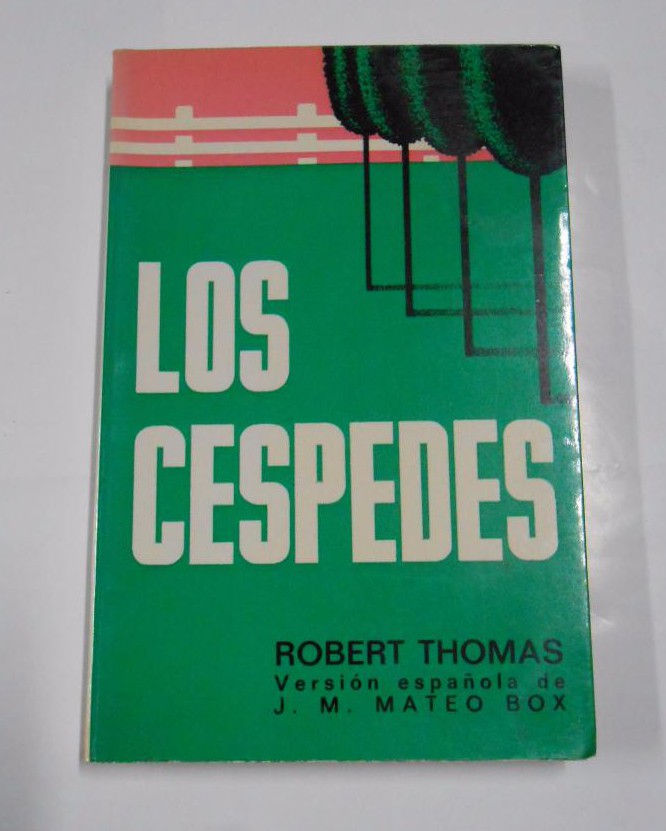 LOS
CESPEDES
ROBERT THOMAS
Versión española de
J. M. MATEO BOX